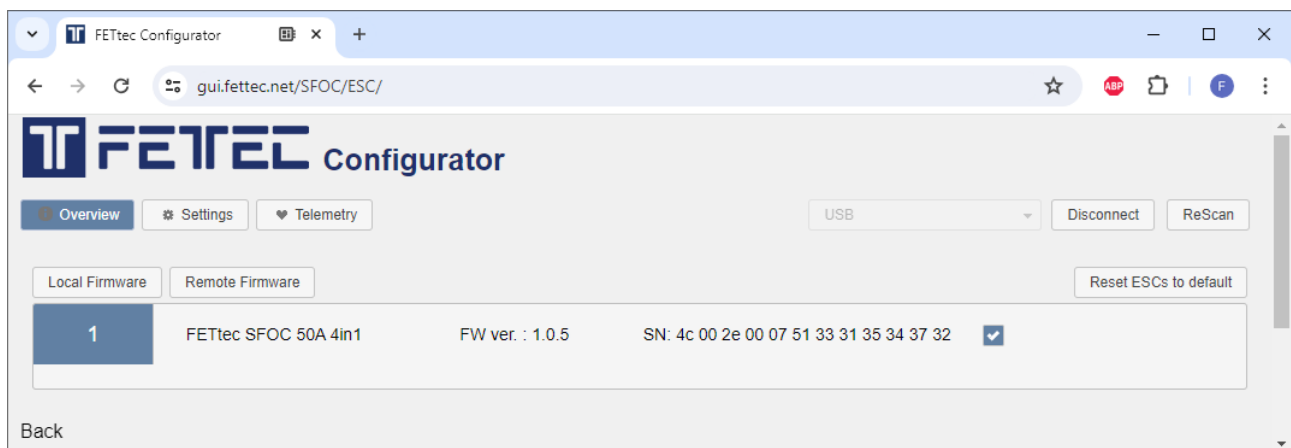 FETtec Configurator
gui.fettec.net/SFOC/ESC/
ABP
F
FETTEC Configurator
Overview Settings Telemetry USB Disconnect ReScan
Local Firmware Remote Firmware Reset ESCs to default
1 FETtec SFOC 50A 4in1 FW ver. : 1.0.5 SN: 4c 00 2e 00 07 51 33 31 35 34 37 32
Back